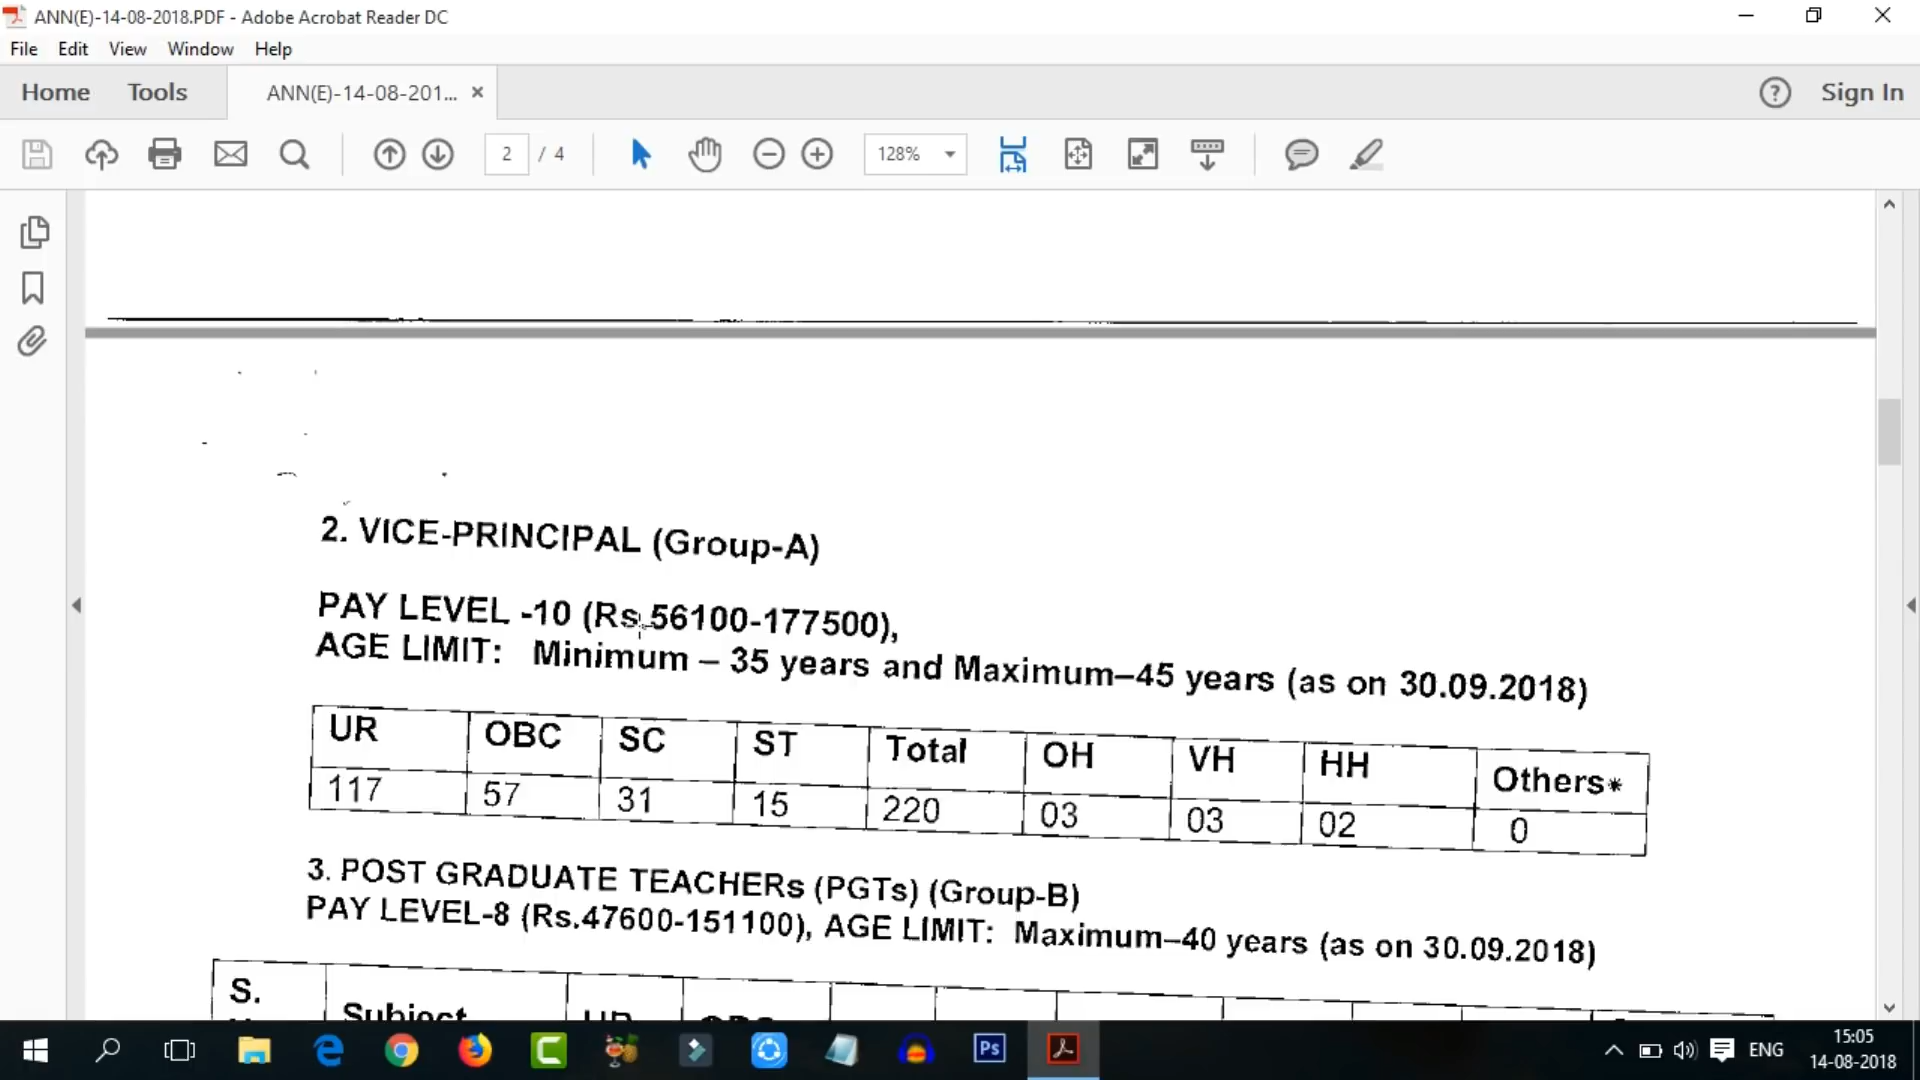 ANN(E)-14-08-2018.PDF - Adobe Acrobat Reader DC
File Edit View Window Help
Home Tools ANN(E)-14-08-201... × Sign In
2 / 4 128%
2. VICE-PRINCIPAL (Group-A)
PAY LEVEL -10 (Rs.56100-177500),
AGE LIMIT: Minimum – 35 years and Maximum–45 years (as on 30.09.2018)
UR OBC SC ST Total OH VH HH Others*
117 57 31 15 220 03 03 02 0
3. POST GRADUATE TEACHERs (PGTs) (Group-B)
PAY LEVEL-8 (Rs.47600-151100), AGE LIMIT: Maximum–40 years (as on 30.09.2018)
S. Subject UR OBC
Ps ENG 15:05
14-08-2018